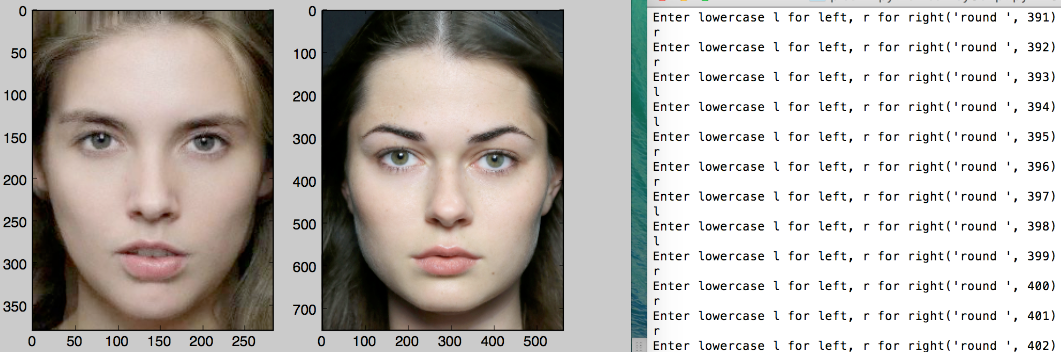 0
50
100
150
200
250
300
350
0 50 100 150 200 250
0
100
200
300
400
500
600
700
0 100 200 300 400 500
Enter lowercase l for left, r for right('round ', 391)
r
Enter lowercase l for left, r for right('round ', 392)
r
Enter lowercase l for left, r for right('round ', 393)
l
Enter lowercase l for left, r for right('round ', 394)
l
Enter lowercase l for left, r for right('round ', 395)
r
Enter lowercase l for left, r for right('round ', 396)
r
Enter lowercase l for left, r for right('round ', 397)
l
Enter lowercase l for left, r for right('round ', 398)
l
Enter lowercase l for left, r for right('round ', 399)
r
Enter lowercase l for left, r for right('round ', 400)
r
Enter lowercase l for left, r for right('round ', 401)
r
Enter lowercase l for left, r for right('round ', 402)